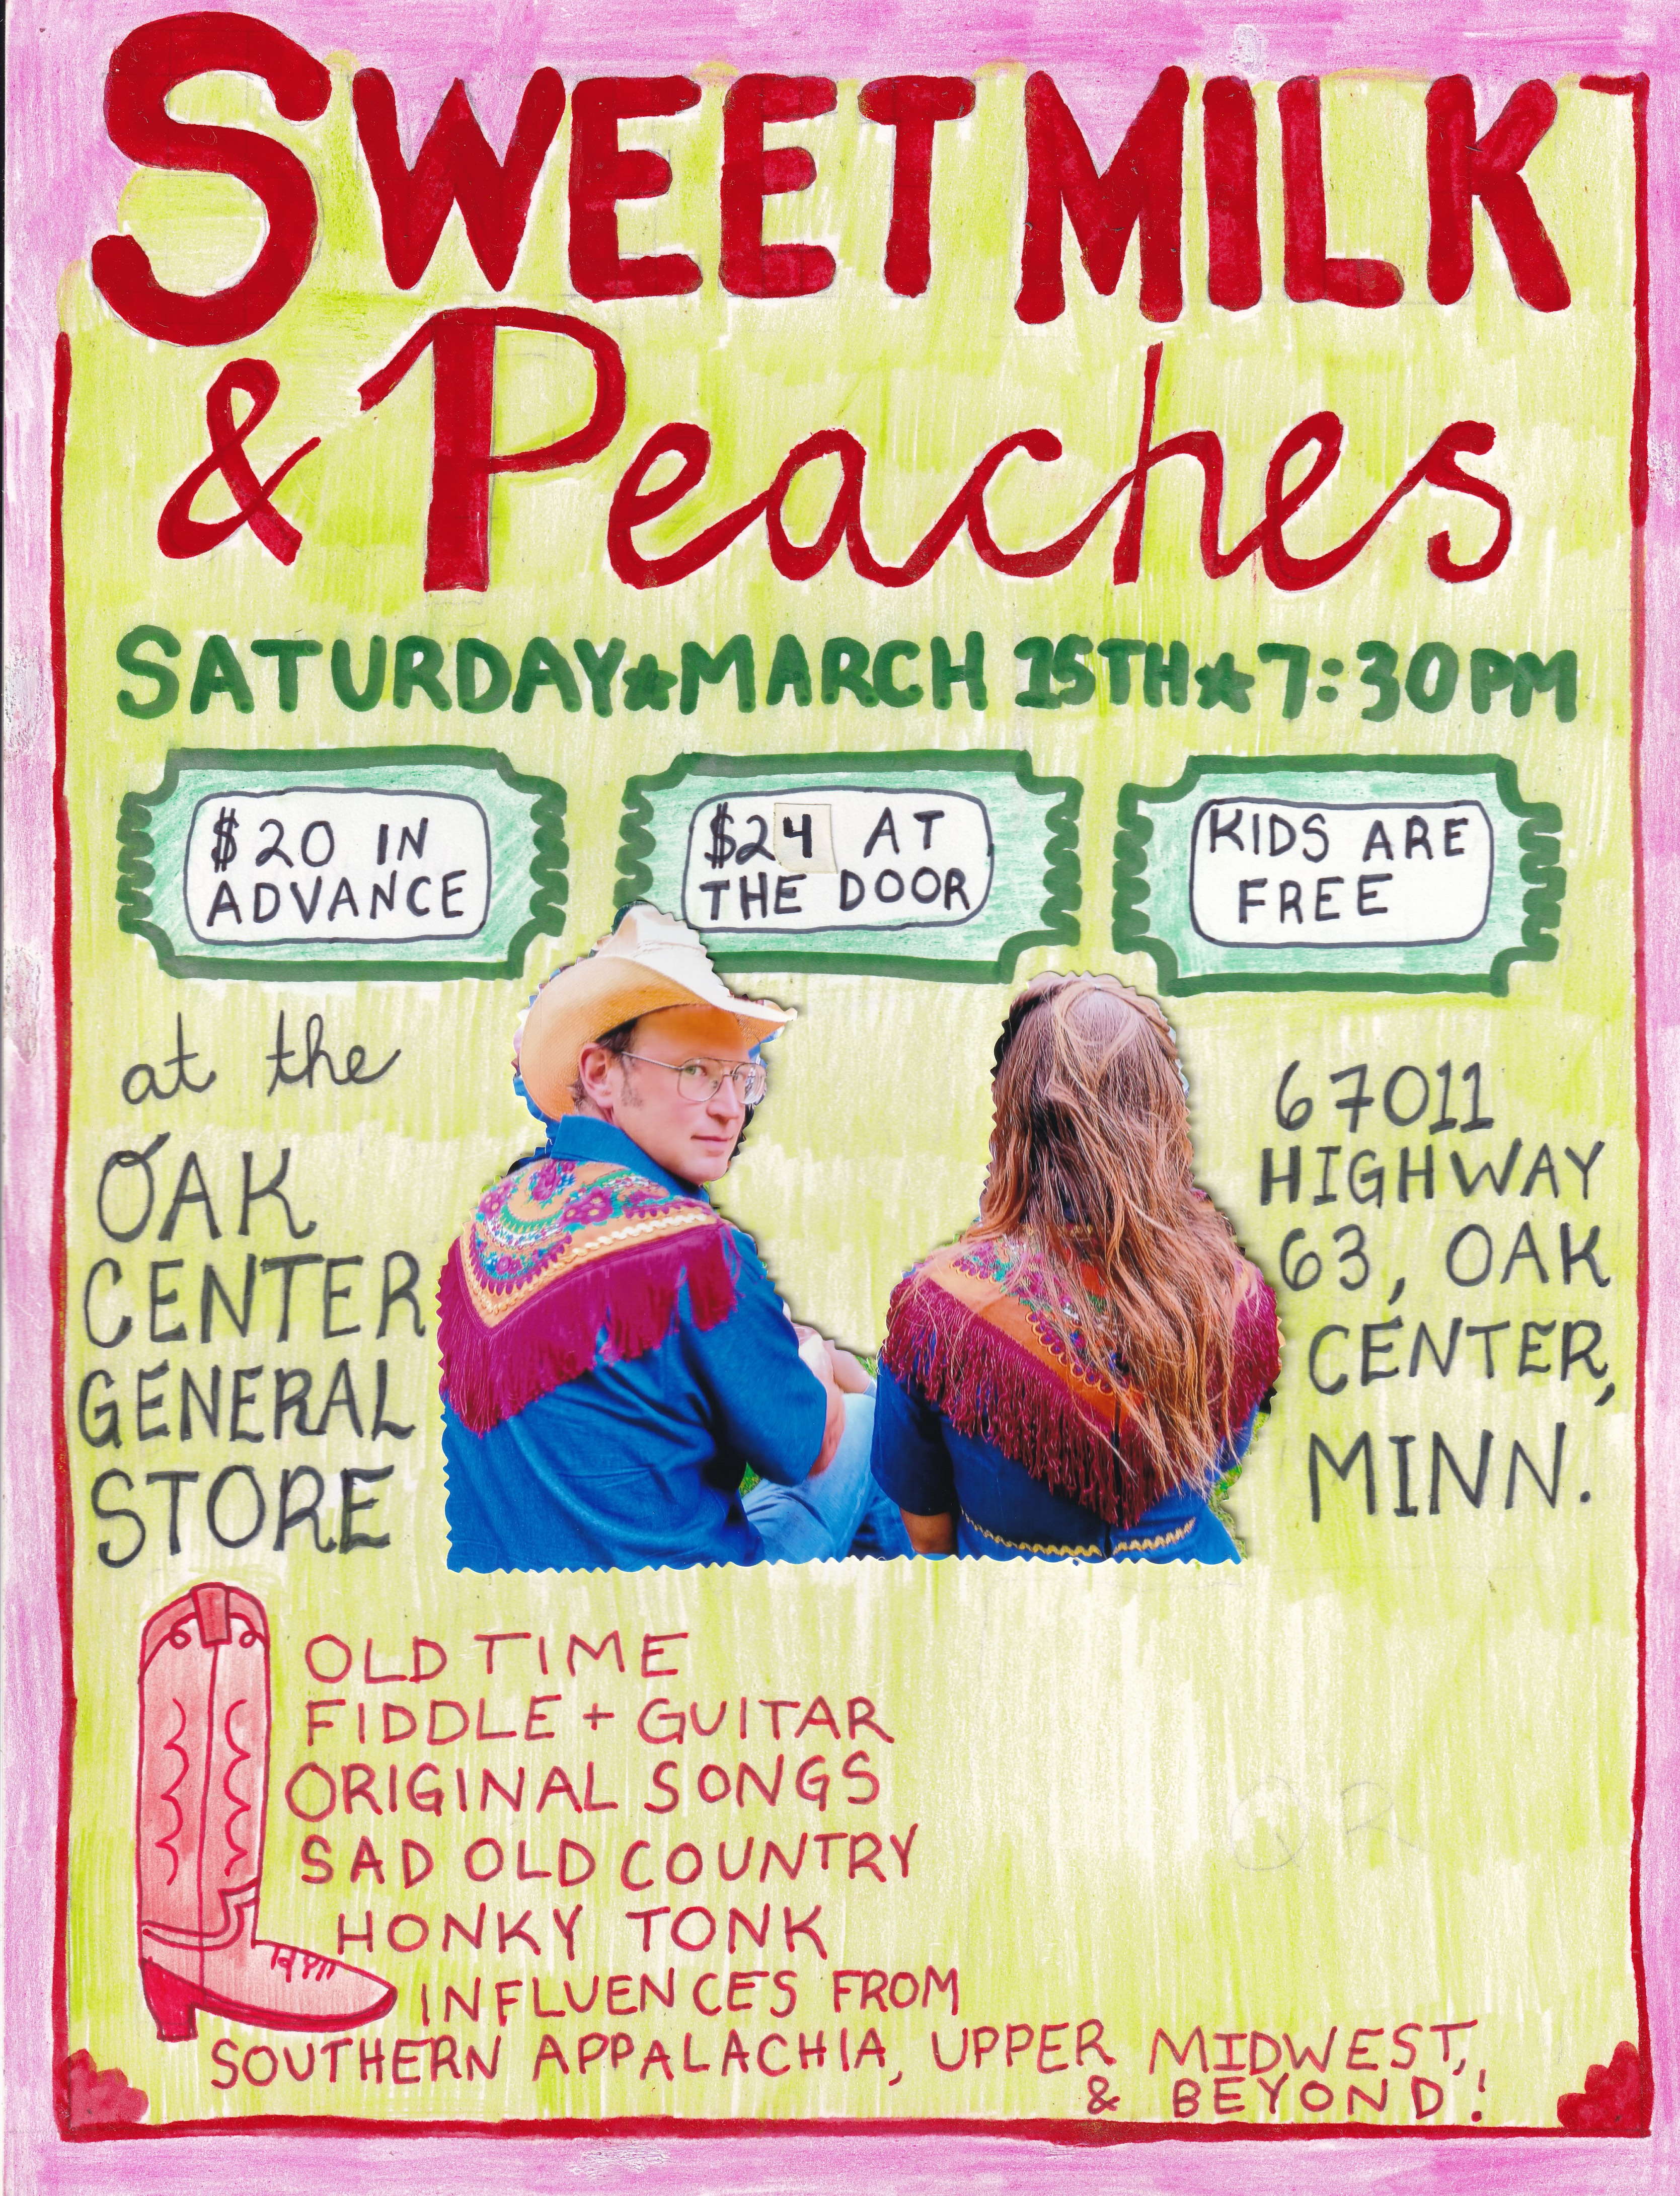 SWEET MILK
& Peaches
SATURDAY★MARCH 15TH★7:30PM
$20 IN
ADVANCE
$24 AT
THE DOOR
KIDS ARE
FREE
at the
OAK
CENTER
GENERAL
STORE
67011
HIGHWAY
63, OAK
CENTER,
MINN.
OLD TIME
FIDDLE + GUITAR
ORIGINAL SONGS
SAD OLD COUNTRY
HONKY TONK
INFLUENCES FROM
SOUTHERN APPALACHIA, UPPER MIDWEST,
& BEYOND!
QR